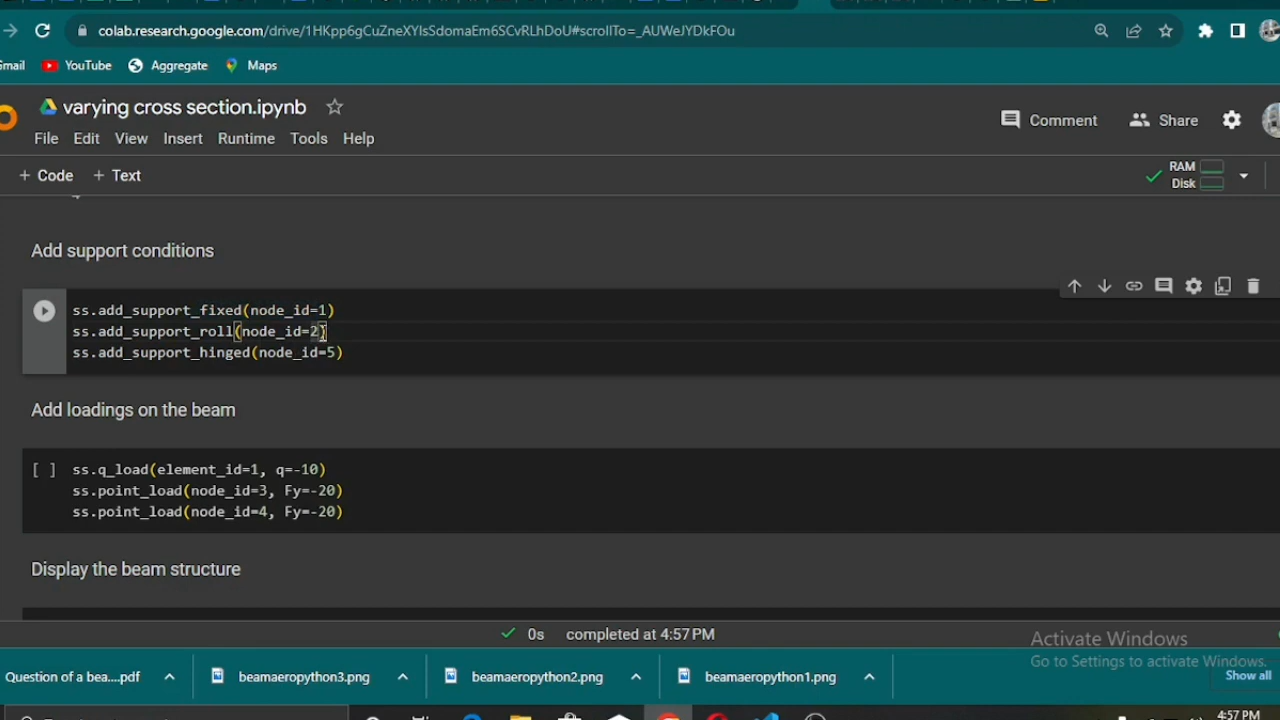 colab.research.google.com/drive/1HKpp6gCuZneXYIsSdomaEm6SCvRLhDoU#scrollTo=_AUWeJYDkFOu
Gmail YouTube Aggregate Maps
varying cross section.ipynb
Comment Share
File Edit View Insert Runtime Tools Help
+ Code + Text
RAM
Disk
Add support conditions
ss.add_support_fixed(node_id=1)
ss.add_support_roll(node_id=2)
ss.add_support_hinged(node_id=5)
Add loadings on the beam
[ ] ss.q_load(element_id=1, q=-10)
ss.point_load(node_id=3, Fy=-20)
ss.point_load(node_id=4, Fy=-20)
Display the beam structure
0s completed at 4:57 PM
Activate Windows
Go to Settings to activate Windows.
Question of a bea....pdf beamaeropython3.png beamaeropython2.png beamaeropython1.png Show all
4:57 PM